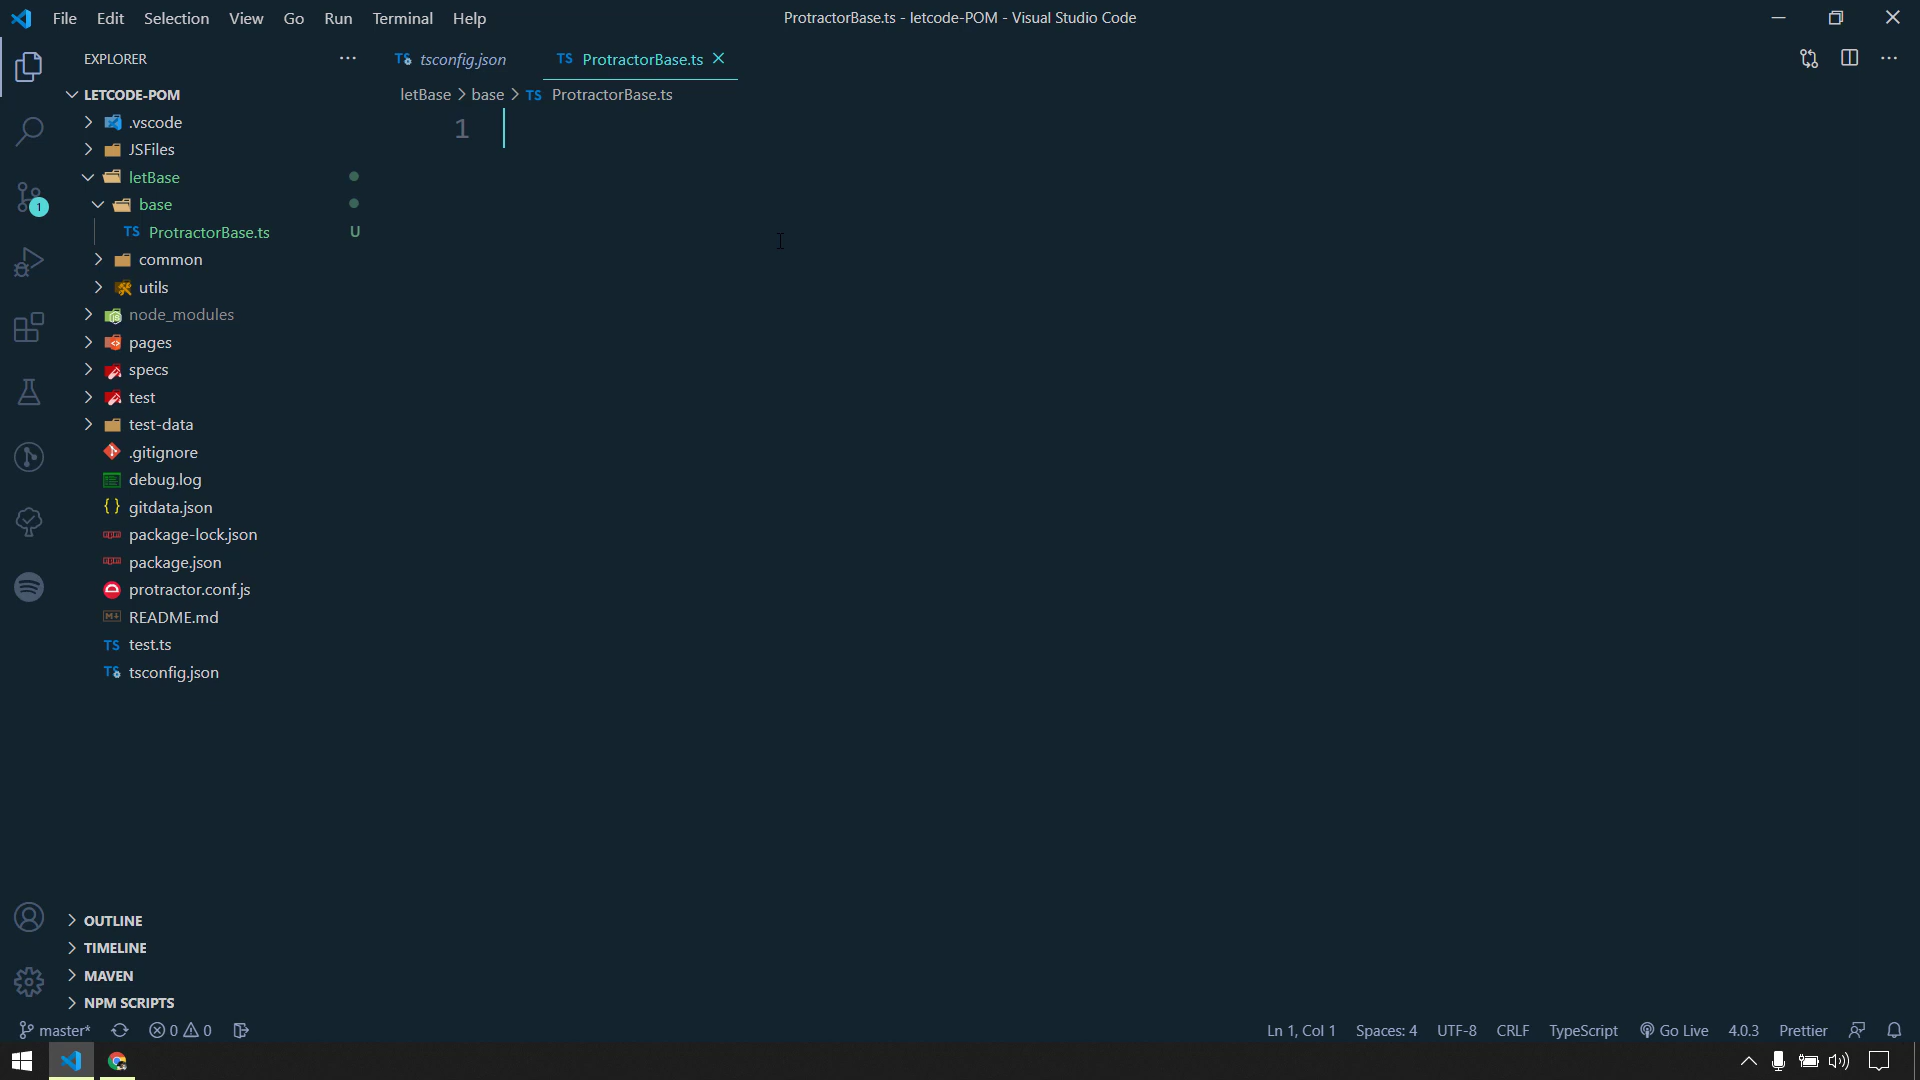 File Edit Selection View Go Run Terminal Help
ProtractorBase.ts - letcode-POM - Visual Studio Code
EXPLORER
TS tsconfig.json
TS ProtractorBase.ts
LETCODE-POM
letBase > base > TS ProtractorBase.ts
1
.vscode
JSFiles
letBase
base
TS ProtractorBase.ts U
common
utils
node_modules
pages
specs
test
test-data
.gitignore
debug.log
{ } gitdata.json
package-lock.json
package.json
protractor.conf.js
README.md
TS test.ts
TS tsconfig.json
1
OUTLINE
TIMELINE
MAVEN
NPM SCRIPTS
master* 0 0
Ln 1, Col 1 Spaces: 4 UTF-8 CRLF TypeScript Go Live 4.0.3 Prettier